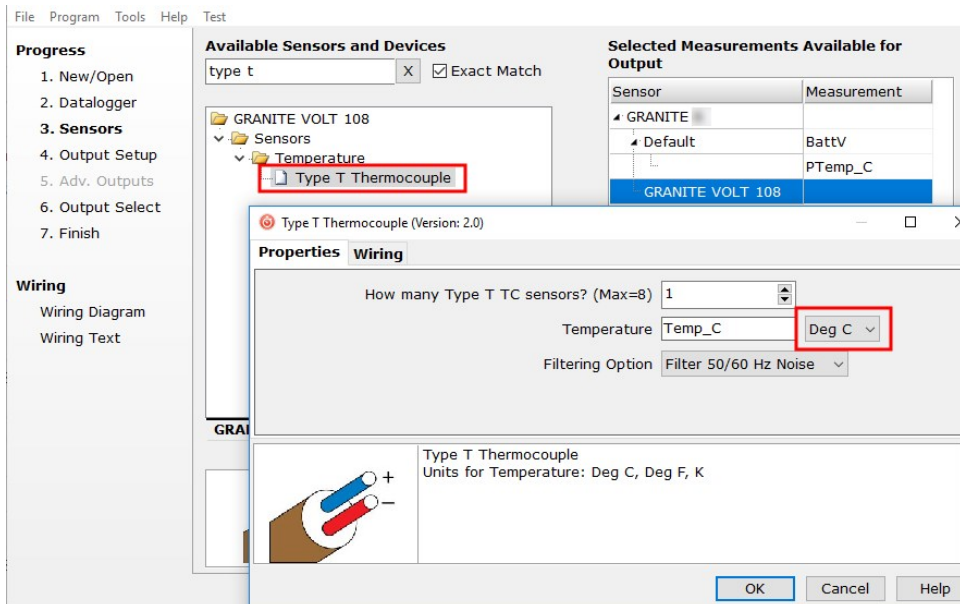 File Program Tools Help Test
Progress
1. New/Open
2. Datalogger
3. Sensors
4. Output Setup
5. Adv. Outputs
6. Output Select
7. Finish
Wiring
Wiring Diagram
Wiring Text
Available Sensors and Devices
type t X Exact Match
GRANITE VOLT 108
Sensors
Temperature
Type T Thermocouple
Selected Measurements Available for
Output
Sensor Measurement
GRANITE
Default BattV
PTemp_C
GRANITE VOLT 108
Type T Thermocouple (Version: 2.0)
Properties Wiring
How many Type T TC sensors? (Max=8) 1
Temperature Temp_C Deg C
Filtering Option Filter 50/60 Hz Noise
Type T Thermocouple
Units for Temperature: Deg C, Deg F, K
+
−
OK Cancel Help